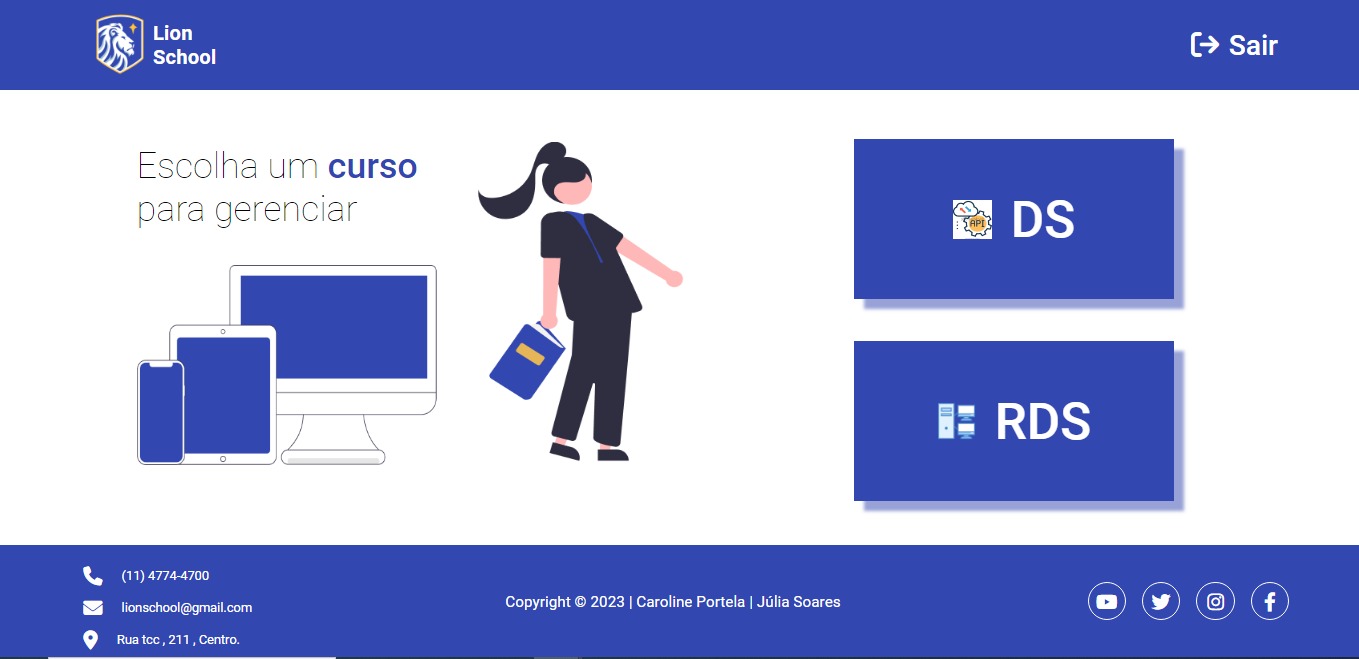 Lion
School
Sair
Escolha um curso
para gerenciar
API
DS
RDS
(11) 4774-4700
lionschool@gmail.com
Rua tcc , 211 , Centro.
Copyright © 2023 | Caroline Portela | Júlia Soares